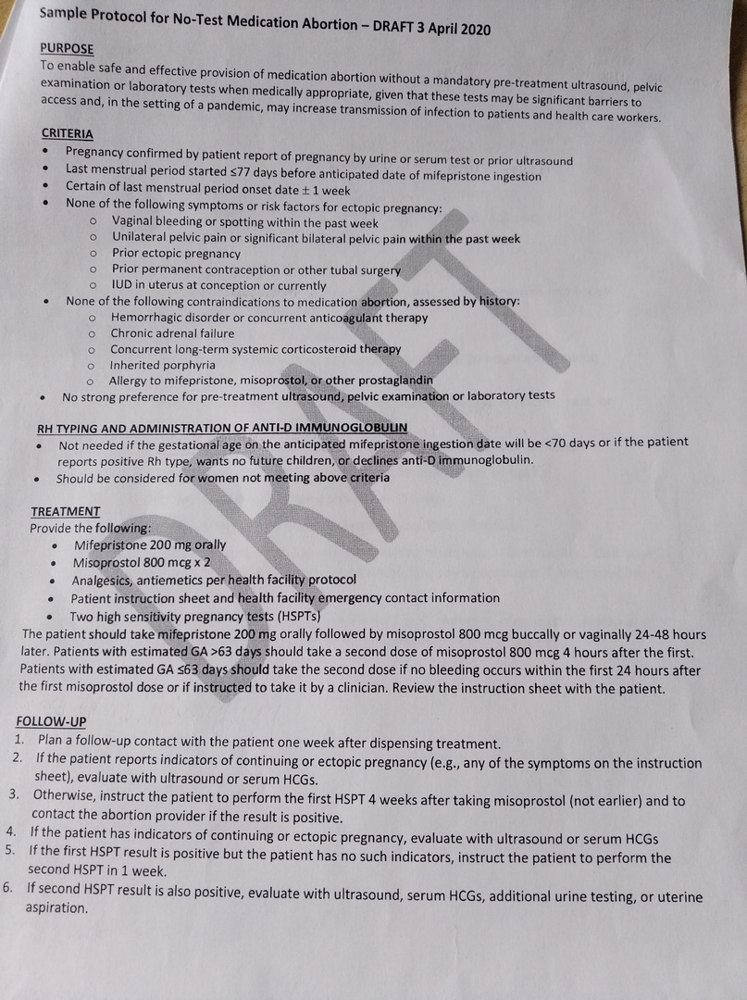 Sample Protocol for No-Test Medication Abortion – DRAFT 3 April 2020
PURPOSE
To enable safe and effective provision of medication abortion without a mandatory pre-treatment ultrasound, pelvic
examination or laboratory tests when medically appropriate, given that these tests may be significant barriers to
access and, in the setting of a pandemic, may increase transmission of infection to patients and health care workers.
CRITERIA
• Pregnancy confirmed by patient report of pregnancy by urine or serum test or prior ultrasound
• Last menstrual period started ≤77 days before anticipated date of mifepristone ingestion
• Certain of last menstrual period onset date ± 1 week
• None of the following symptoms or risk factors for ectopic pregnancy:
o Vaginal bleeding or spotting within the past week
o Unilateral pelvic pain or significant bilateral pelvic pain within the past week
o Prior ectopic pregnancy
o Prior permanent contraception or other tubal surgery
o IUD in uterus at conception or currently
• None of the following contraindications to medication abortion, assessed by history:
o Hemorrhagic disorder or concurrent anticoagulant therapy
o Chronic adrenal failure
o Concurrent long-term systemic corticosteroid therapy
o Inherited porphyria
o Allergy to mifepristone, misoprostol, or other prostaglandin
• No strong preference for pre-treatment ultrasound, pelvic examination or laboratory tests
RH TYPING AND ADMINISTRATION OF ANTI-D IMMUNOGLOBULIN
• Not needed if the gestational age on the anticipated mifepristone ingestion date will be <70 days or if the patient
reports positive Rh type, wants no future children, or declines anti-D immunoglobulin.
• Should be considered for women not meeting above criteria
TREATMENT
Provide the following:
• Mifepristone 200 mg orally
• Misoprostol 800 mcg x 2
• Analgesics, antiemetics per health facility protocol
• Patient instruction sheet and health facility emergency contact information
• Two high sensitivity pregnancy tests (HSPTs)
The patient should take mifepristone 200 mg orally followed by misoprostol 800 mcg buccally or vaginally 24-48 hours
later. Patients with estimated GA >63 days should take a second dose of misoprostol 800 mcg 4 hours after the first.
Patients with estimated GA ≤63 days should take the second dose if no bleeding occurs within the first 24 hours after
the first misoprostol dose or if instructed to take it by a clinician. Review the instruction sheet with the patient.
FOLLOW-UP
1. Plan a follow-up contact with the patient one week after dispensing treatment.
2. If the patient reports indicators of continuing or ectopic pregnancy (e.g., any of the symptoms on the instruction
sheet), evaluate with ultrasound or serum HCGs.
3. Otherwise, instruct the patient to perform the first HSPT 4 weeks after taking misoprostol (not earlier) and to
contact the abortion provider if the result is positive.
4. If the patient has indicators of continuing or ectopic pregnancy, evaluate with ultrasound or serum HCGs
5. If the first HSPT result is positive but the patient has no such indicators, instruct the patient to perform the
second HSPT in 1 week.
6. If second HSPT result is also positive, evaluate with ultrasound, serum HCGs, additional urine testing, or uterine
aspiration.
DRAFT